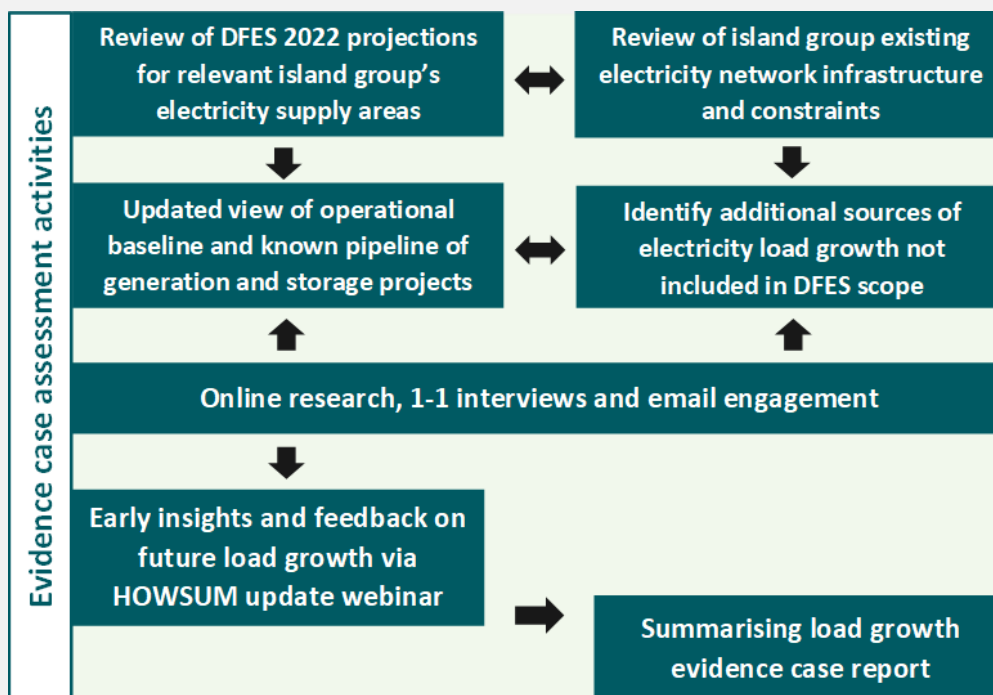 Evidence case assessment activities
Review of DFES 2022 projections
for relevant island group's
electricity supply areas
Review of island group existing
electricity network infrastructure
and constraints
Updated view of operational
baseline and known pipeline of
generation and storage projects
Identify additional sources of
electricity load growth not
included in DFES scope
Online research, 1-1 interviews and email engagement
Early insights and feedback on
future load growth via
HOWSUM update webinar
Summarising load growth
evidence case report